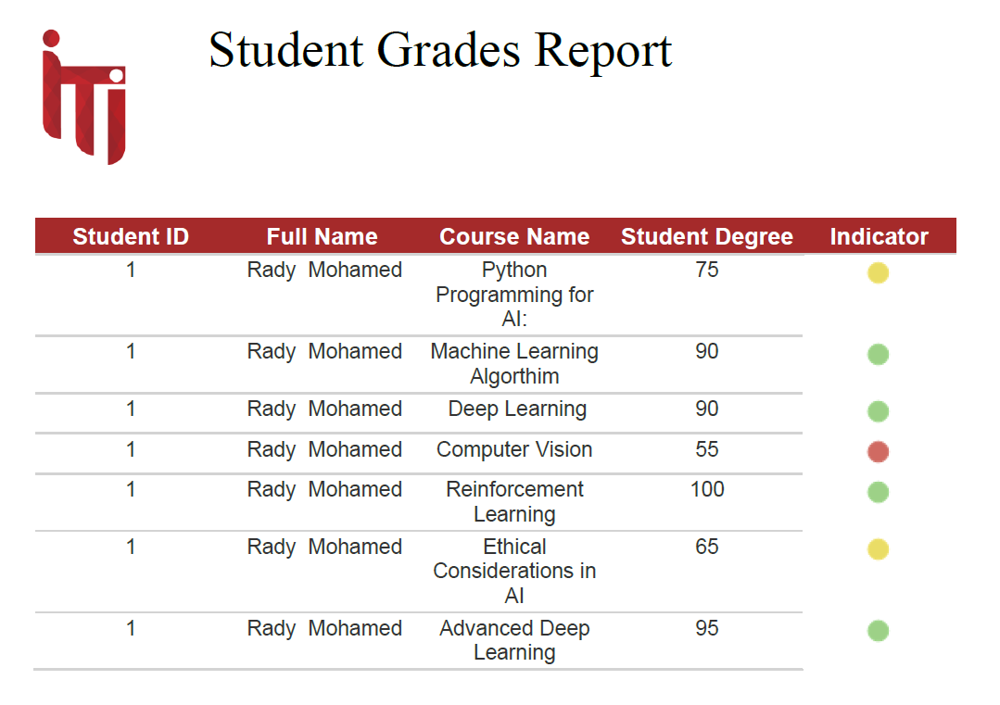 iTi
Student Grades Report
Student ID Full Name Course Name Student Degree Indicator
1 Rady Mohamed Python 75
Programming for
AI:
1 Rady Mohamed Machine Learning 90
Algorthim
1 Rady Mohamed Deep Learning 90
1 Rady Mohamed Computer Vision 55
1 Rady Mohamed Reinforcement 100
Learning
1 Rady Mohamed Ethical 65
Considerations in
AI
1 Rady Mohamed Advanced Deep 95
Learning